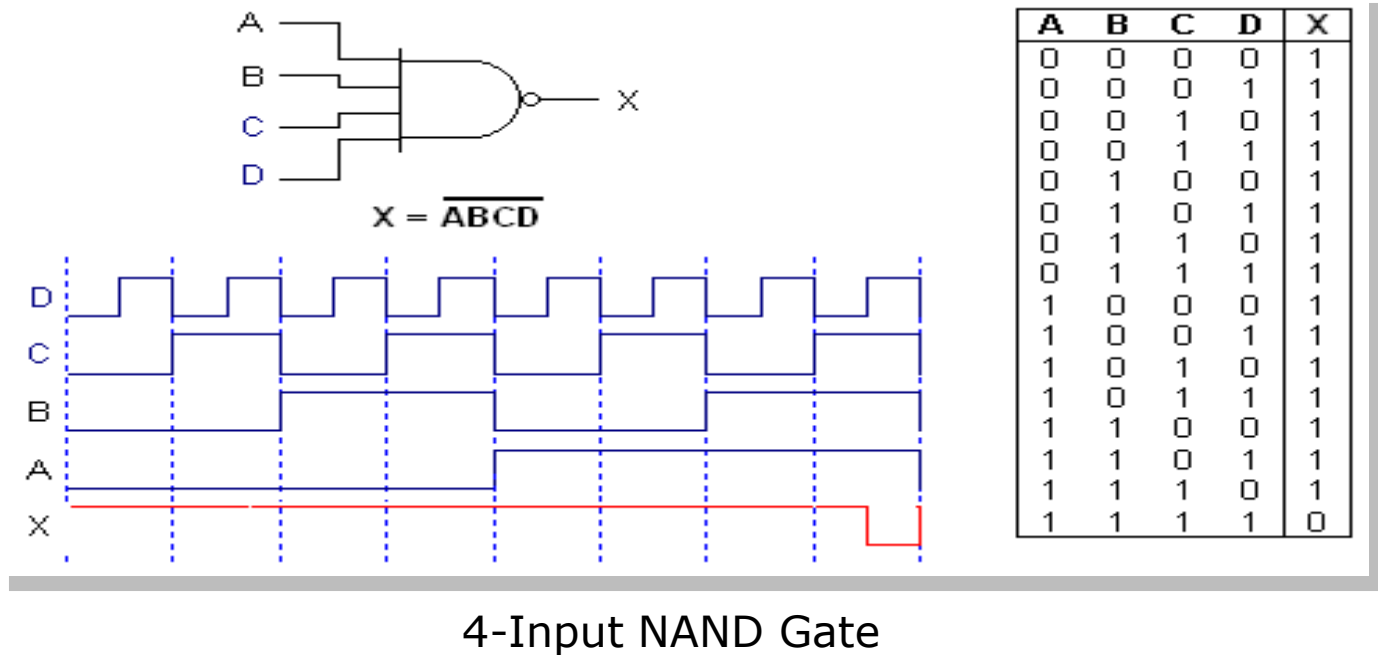 A
B
C
D
X
X = ABCD
D
C
B
A
X
A B C D X
0 0 0 0 1
0 0 0 1 1
0 0 1 0 1
0 0 1 1 1
0 1 0 0 1
0 1 0 1 1
0 1 1 0 1
0 1 1 1 1
1 0 0 0 1
1 0 0 1 1
1 0 1 0 1
1 0 1 1 1
1 1 0 0 1
1 1 0 1 1
1 1 1 0 1
1 1 1 1 0
4-Input NAND Gate